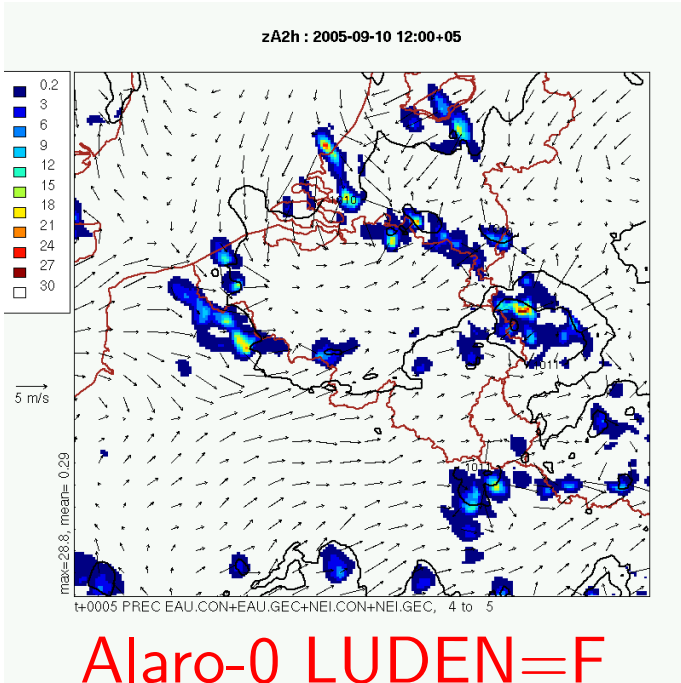 zA2h : 2005-09-10 12:00+05
0.2
3
6
9
12
15
18
21
24
27
30
5 m/s
max=28.8, mean= 0.29
1011
1011
t+0005 PREC EAU.CON+EAU.GEC+NEI.CON+NEI.GEC, 4 to 5
Alaro-0 LUDEN=F